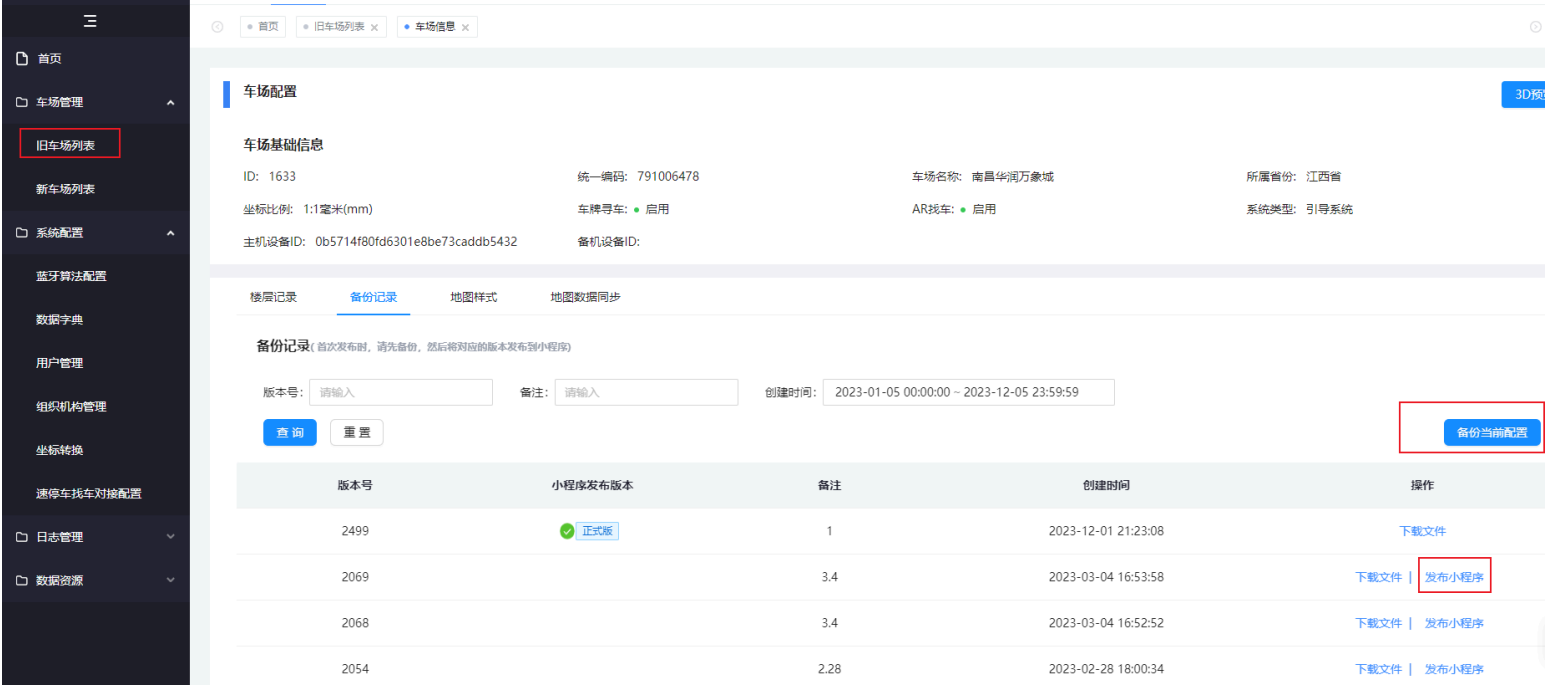 首页 旧车场列表 车场信息
首页
车场管理
旧车场列表
新车场列表
系统配置
蓝牙算法配置
数据字典
用户管理
组织机构管理
坐标转换
速停车找车对接配置
日志管理
数据资源
车场配置
3D预
车场基础信息
ID: 1633 统一编码: 791006478 车场名称: 南昌华润万象城 所属省份: 江西省
坐标比例: 1:1毫米(mm) 车牌寻车: 启用 AR找车: 启用 系统类型: 引导系统
主机设备ID: 0b5714f80fd6301e8be73caddb5432 备机设备ID:
楼层记录 备份记录 地图样式 地图数据同步
备份记录(首次发布时, 请先备份, 然后将对应的版本发布到小程序)
版本号: 请输入 备注: 请输入 创建时间: 2023-01-05 00:00:00 ~ 2023-12-05 23:59:59
查询 重置 备份当前配置
版本号 小程序发布版本 备注 创建时间 操作
2499 正式版 1 2023-12-01 21:23:08 下载文件
2069 3.4 2023-03-04 16:53:58 下载文件 | 发布小程序
2068 3.4 2023-03-04 16:52:52 下载文件 | 发布小程序
2054 2.28 2023-02-28 18:00:34 下载文件 | 发布小程序